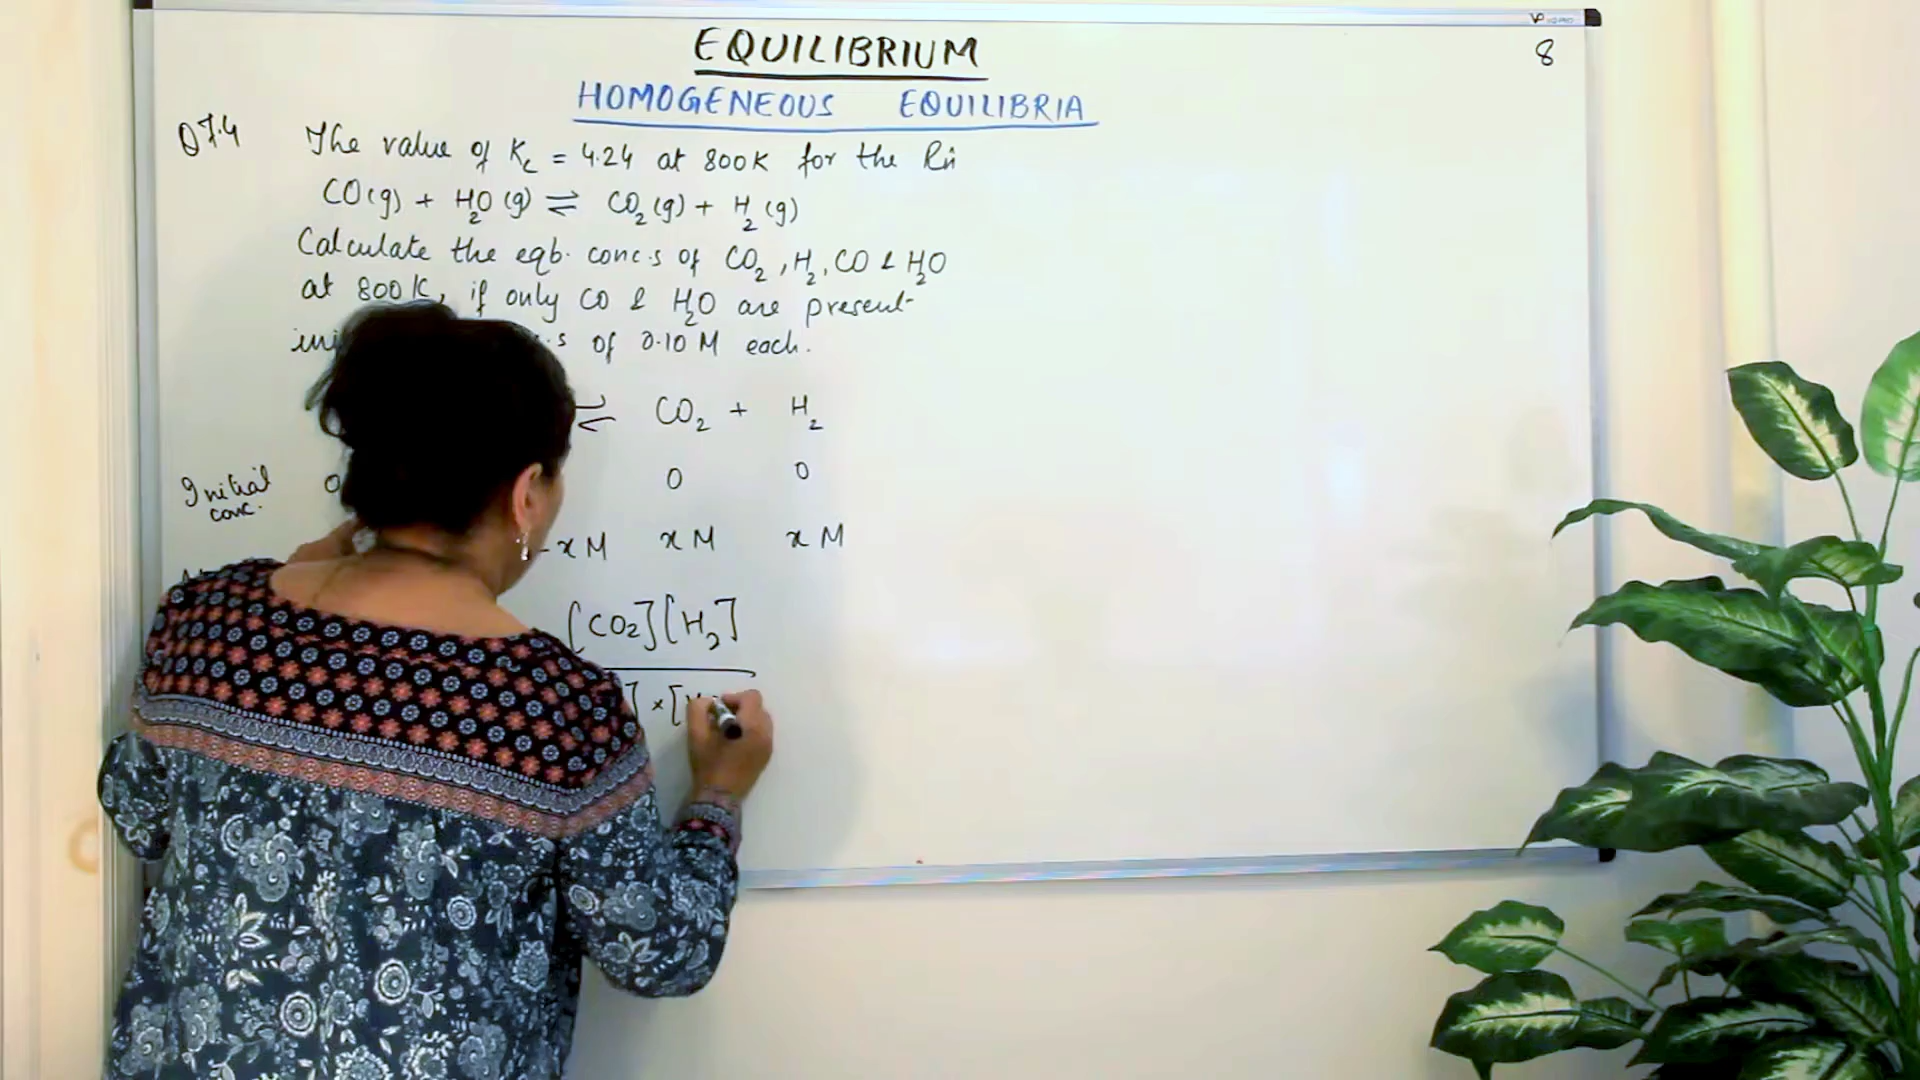 EQUILIBRIUM
8
HOMOGENEOUS EQUILIBRIA
Q 7.4 The value of Kc = 4.24 at 800K for the Rxn
CO(g) + H2O (g) ⇌ CO2 (g) + H2 (g)
Calculate the eqb. conc.s of CO2, H2, CO & H2O
at 800K, if only CO & H2O are present
of 0.10 M each.
⇌ CO2 + H2
Initial conc. 0 0
- x M x M x M
[CO2][H2]
] × [